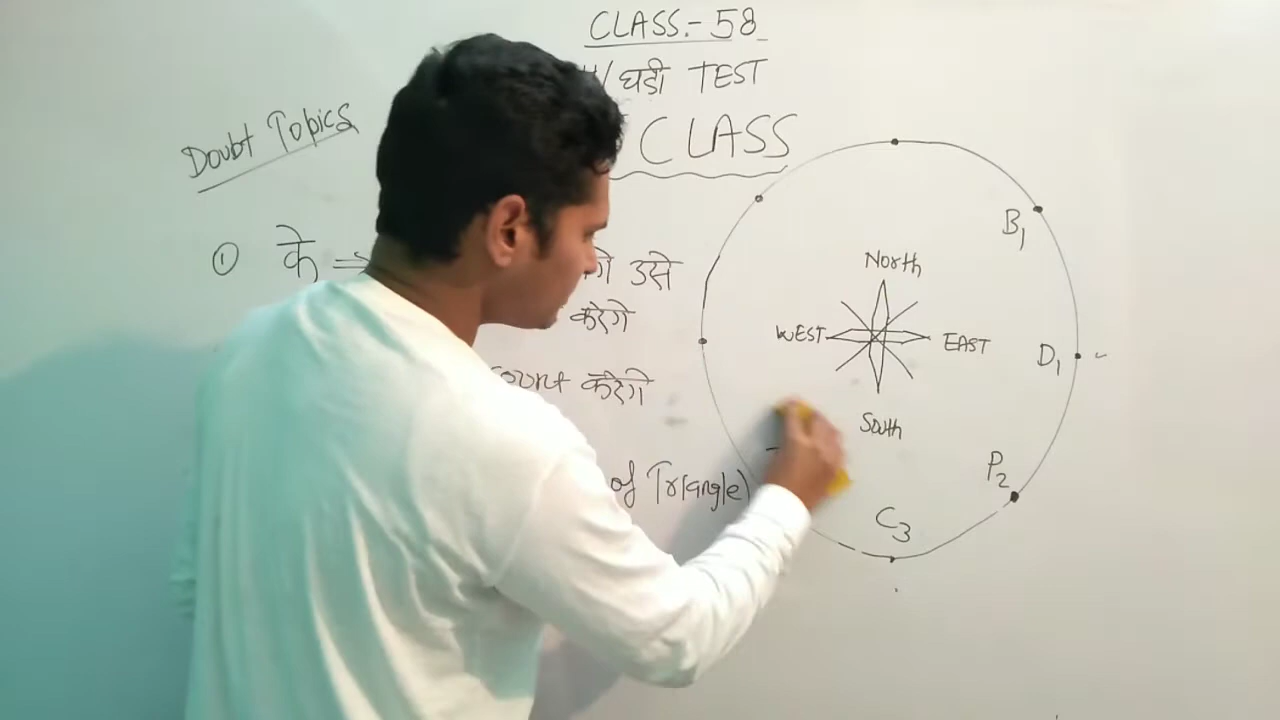 CLASS:- 58
घडी TEST
CLASS
Doubt Topics
① के ⇒ उसे
करेंगे
करेंगे
of Triangle)
B₁
North
WEST EAST
D₁
South
P₂
C₃